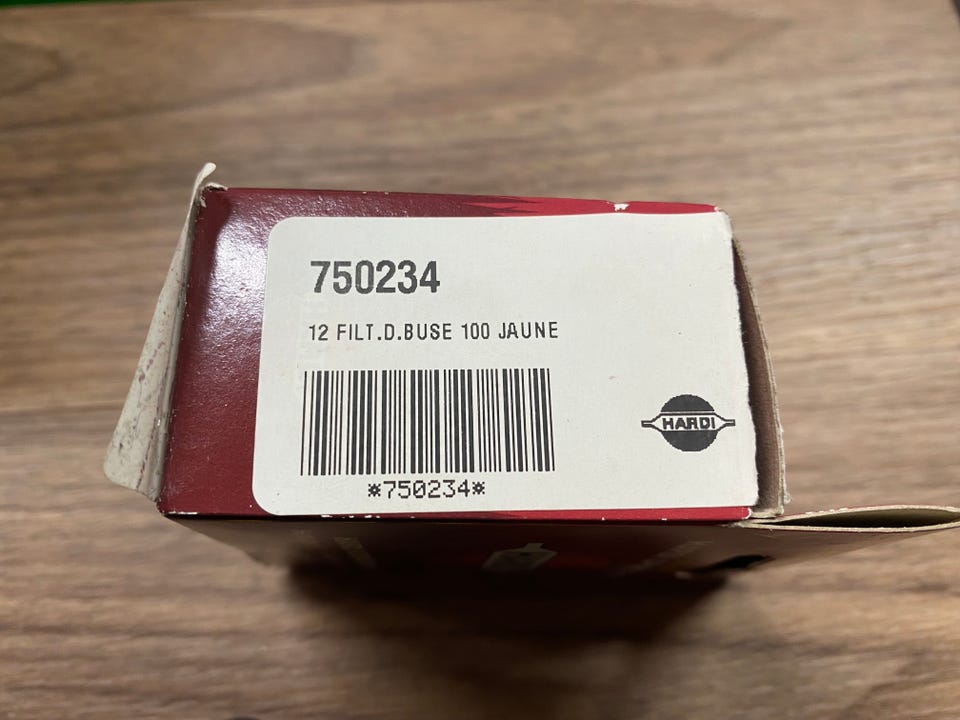 750234
12 FILT.D.BUSE 100 JAUNE
HARDI
*750234*